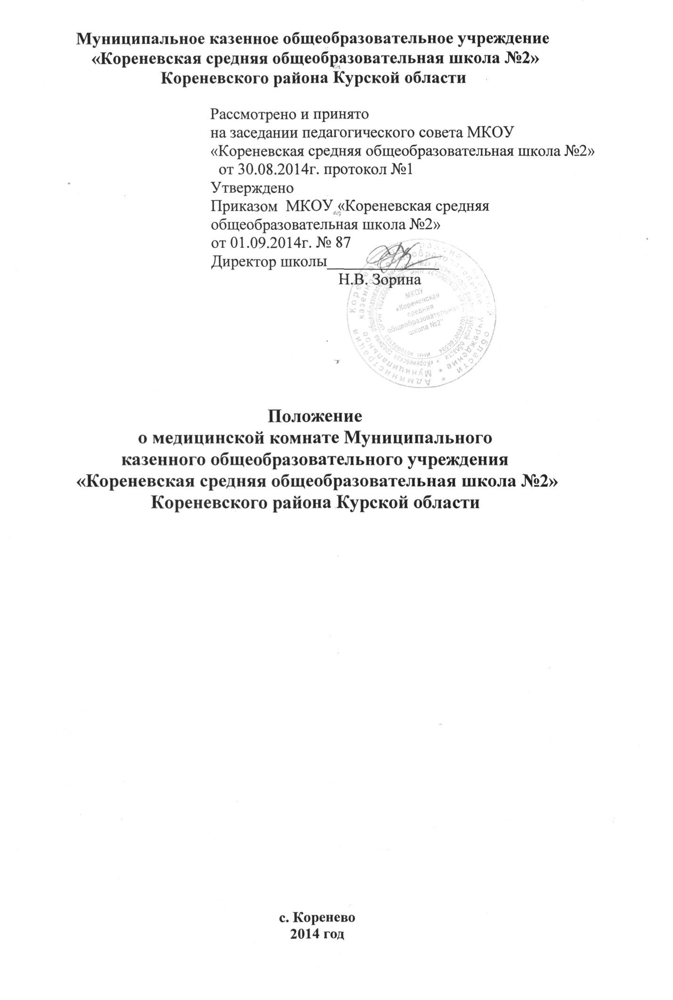 Муниципальное казенное общеобразовательное учреждение
«Кореневская средняя общеобразовательная школа №2»
Кореневского района Курской области
Рассмотрено и принято
на заседании педагогического совета МКОУ
«Кореневская средняя общеобразовательная школа №2»
от 30.08.2014г. протокол №1
Утверждено
Приказом МКОУ «Кореневская средняя
общеобразовательная школа №2»
от 01.09.2014г. № 87
Директор школы______________
Н.В. Зорина
МКОУ
«Кореневская
средняя
общеобразовательная
школа №2"
Положение
о медицинской комнате Муниципального
казенного общеобразовательного учреждения
«Кореневская средняя общеобразовательная школа №2»
Кореневского района Курской области
с. Коренево
2014 год